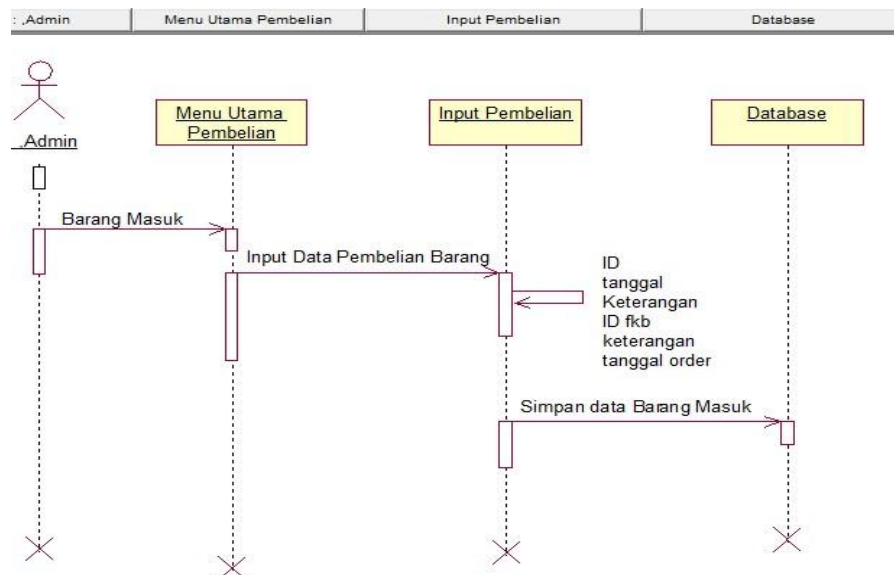 : .Admin
Menu Utama Pembelian
Input Pembelian
Database
.Admin
Menu Utama
Pembelian
Input Pembelian
Database
Barang Masuk
Input Data Pembelian Barang
ID
tanggal
Keterangan
ID fkb
keterangan
tanggal order
Simpan data Barang Masuk